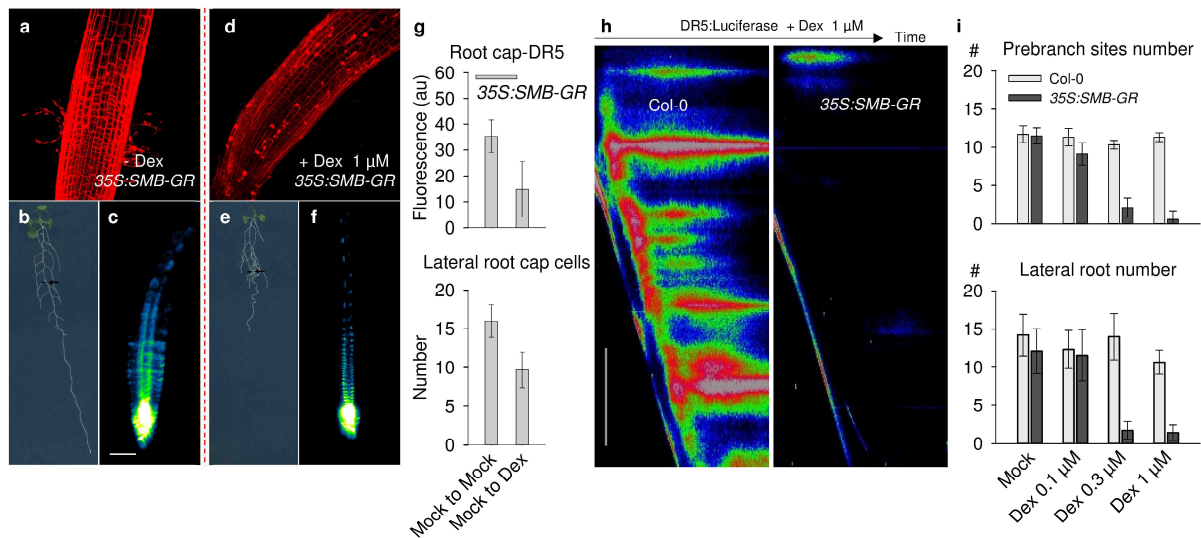 a
- Dex
35S:SMB-GR
d
+ Dex 1 µM
35S:SMB-GR
b
c
e
f
g
Root cap-DR5
35S:SMB-GR
Fluorescence (au)
60
50
40
30
20
10
0
Lateral root cap cells
Number
20
15
10
5
0
Mock to Mock
Mock to Dex
h
DR5:Luciferase + Dex 1 µM
Time
Col-0
35S:SMB-GR
i
#
Prebranch sites number
Col-0
35S:SMB-GR
20
15
10
5
0
#
Lateral root number
20
15
10
5
0
Mock
Dex 0.1 µM
Dex 0.3 µM
Dex 1 µM